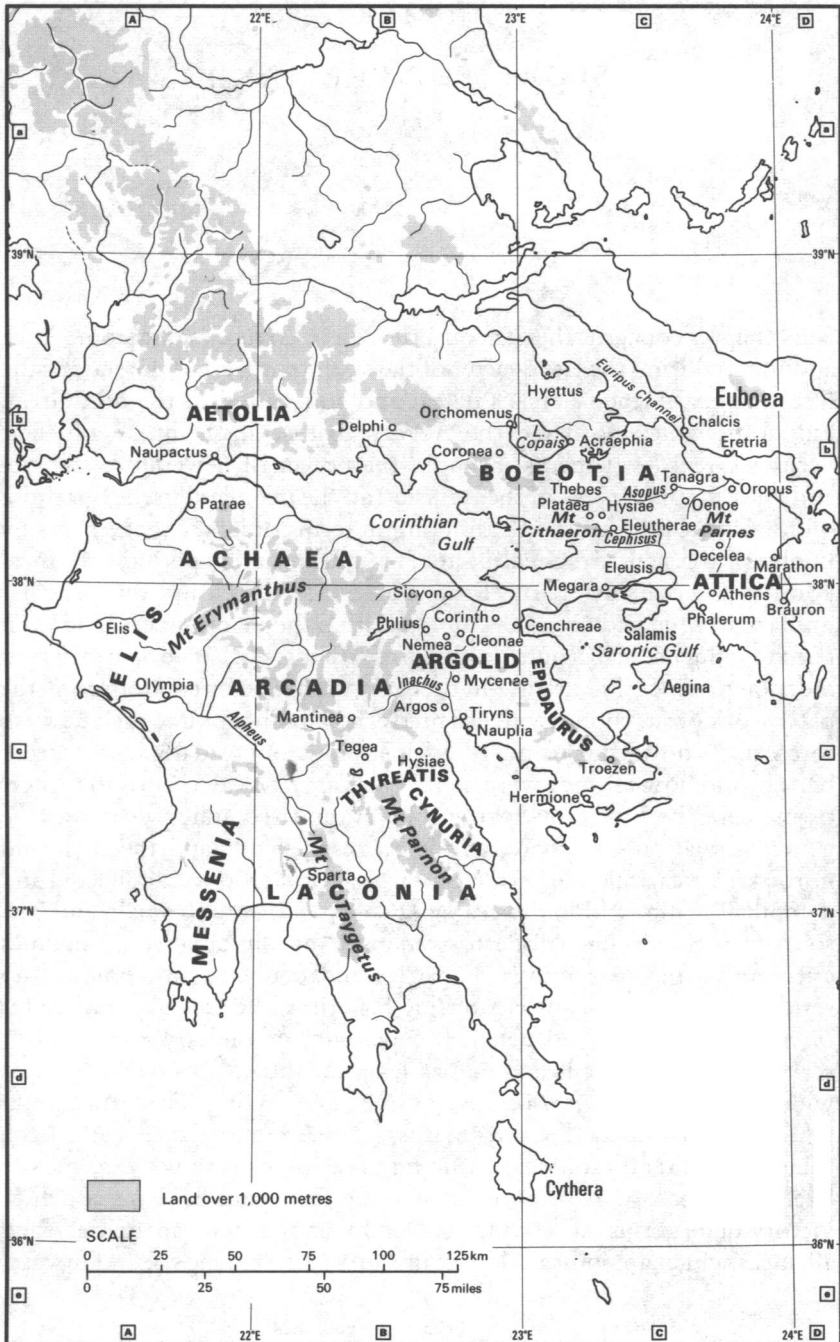 A 22°E B 23°E C 24°E D
a a
39°N 39°N
Hyettus
Euripus Channel
Euboea
AETOLIA
Orchomenus
Chalcis
b b
Delphi
L. Copais
Acraephia
Eretria
Naupactus
Coronea
BOEOTIA
Thebes
Asopus
Tanagra
Oropus
Patrae
Plataea
Hysiae
Oenoe
Corinthian Gulf
Mt Cithaeron
Eleutherae
Mt Parnes
Cephisus
ACHAEA
Decelea
38°N 38°N
Eleusis
Marathon
Megara
ATTICA
Sicyon
Athens
Mt Erymanthus
Brauron
Elis
Phlius
Corinth
Cenchreae
Phalerum
Nemea
Cleonae
Salamis
ELIS
ARGOLID
Saronic Gulf
Olympia
ARCADIA
Inachus
Mycenae
EPIDAURUS
Aegina
Mantinea
Argos
Tiryns
Alpheus
Nauplia
c c
Tegea
Hysiae
Troezen
THYREATIS
Hermione
CYNURIA
Mt Parnon
MESSENIA
Mt Taygetus
Sparta
37°N 37°N
LACONIA
d d
Cythera
Land over 1,000 metres
SCALE
36°N 36°N
0 25 50 75 100 125 km
0 25 50 75 miles
e e
A 22°E B 23°E C 24°E D